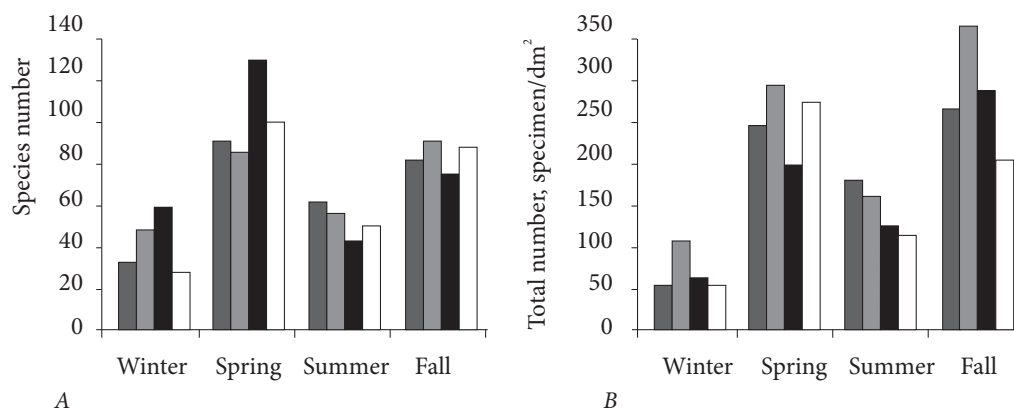 Species number
140
120
100
80
60
40
20
0
Winter Spring Summer Fall
A
Total number, specimen/dm²
350
300
250
200
150
100
50
0
Winter Spring Summer Fall
B